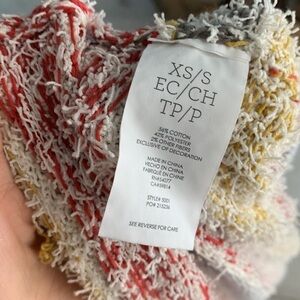 XS/S
EC/CH
TP/P
56% COTTON
42% POLYESTER
2% OTHER FIBERS
EXCLUSIVE OF DECORATION
MADE IN CHINA
HECHO EN CHINA
FABRIQUÉ EN CHINE
SEE REVERSE FOR CARE